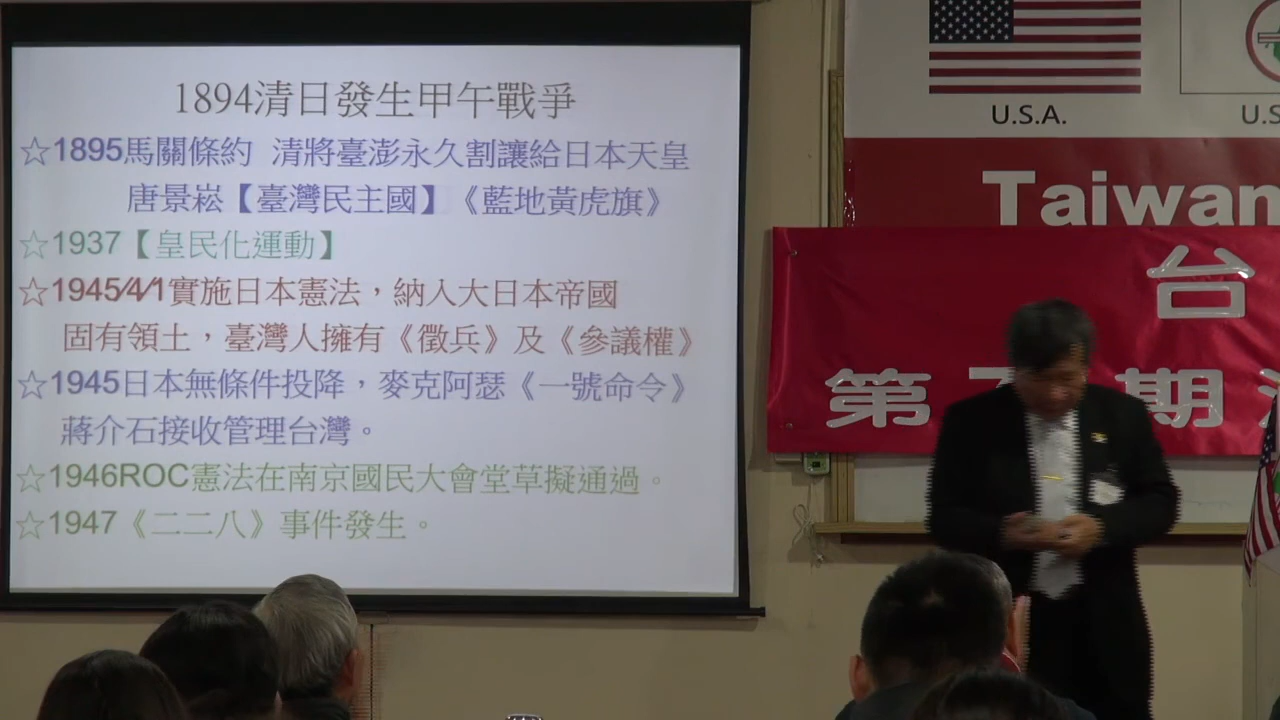 1894清日發生甲午戰爭
☆1895馬關條約 清將臺澎永久割讓給日本天皇
唐景崧【臺灣民主國】《藍地黃虎旗》
☆1937【皇民化運動】
☆1945/4/1實施日本憲法，納入大日本帝國
固有領土，臺灣人擁有《徵兵》及《參議權》
☆1945日本無條件投降，麥克阿瑟《一號命令》
蔣介石接收管理台灣。
☆1946ROC憲法在南京國民大會堂草擬通過。
☆1947《二二八》事件發生。
U.S.A.
U.S
Taiwan
台
第
期